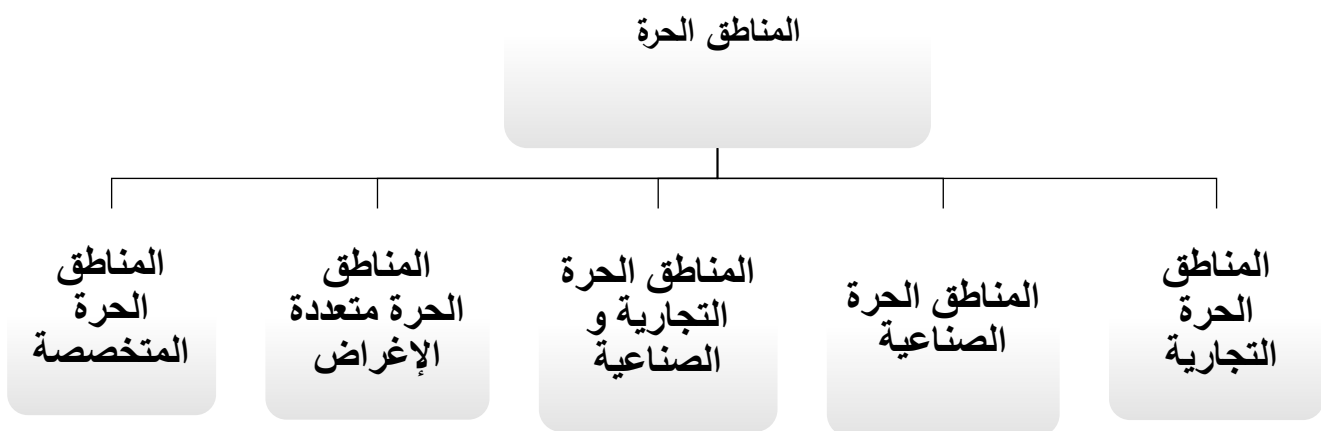 المناطق الحرة
المناطق
الحرة
التجارية
المناطق الحرة
الصناعية
المناطق الحرة
التجارية و
الصناعية
المناطق
الحرة متعددة
الإغراض
المناطق
الحرة
المتخصصة